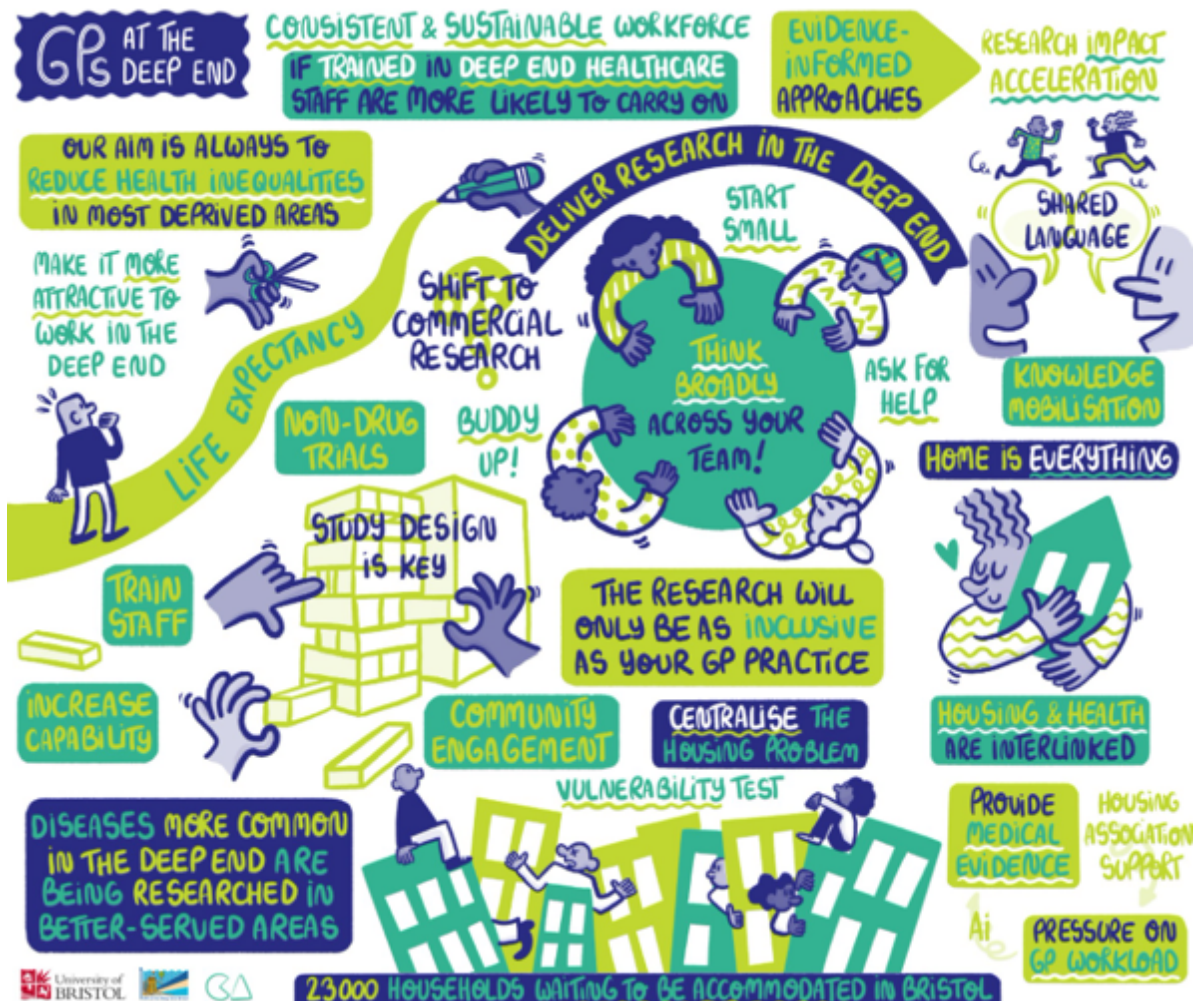 GPs AT THE
DEEP END
CONSISTENT & SUSTAINABLE WORKFORCE
IF TRAINED IN DEEP END HEALTHCARE
STAFF ARE MORE LIKELY TO CARRY ON
EVIDENCE-
INFORMED
APPROACHES
RESEARCH IMPACT
ACCELERATION
OUR AIM IS ALWAYS TO
REDUCE HEALTH INEQUALITIES
IN MOST DEPRIVED AREAS
DELIVER RESEARCH IN THE DEEP END
START
SMALL
SHARED
LANGUAGE
MAKE IT MORE
ATTRACTIVE TO
WORK IN THE
DEEP END
LIFE EXPECTANCY
SHIFT TO
COMMERCIAL
RESEARCH
THINK
BROADLY
ACROSS YOUR
TEAM!
ASK FOR
HELP
KNOWLEDGE
MOBILISATION
NON-DRUG
TRIALS
BUDDY
UP!
HOME IS EVERYTHING
STUDY DESIGN
IS KEY
TRAIN
STAFF
THE RESEARCH WILL
ONLY BE AS INCLUSIVE
AS YOUR GP PRACTICE
INCREASE
CAPABILITY
COMMUNITY
ENGAGEMENT
CENTRALISE THE
HOUSING PROBLEM
HOUSING & HEALTH
ARE INTERLINKED
VULNERABILITY TEST
DISEASES MORE COMMON
IN THE DEEP END ARE
BEING RESEARCHED IN
BETTER-SERVED AREAS
PROVIDE
MEDICAL
EVIDENCE
HOUSING
ASSOCIATION
SUPPORT
Ai
PRESSURE ON
GP WORKLOAD
University of
BRISTOL
23000 HOUSEHOLDS WAITING TO BE ACCOMMODATED IN BRISTOL